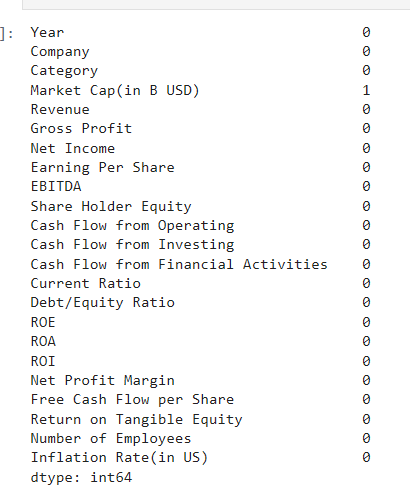 ]: Year 0
Company 0
Category 0
Market Cap(in B USD) 1
Revenue 0
Gross Profit 0
Net Income 0
Earning Per Share 0
EBITDA 0
Share Holder Equity 0
Cash Flow from Operating 0
Cash Flow from Investing 0
Cash Flow from Financial Activities 0
Current Ratio 0
Debt/Equity Ratio 0
ROE 0
ROA 0
ROI 0
Net Profit Margin 0
Free Cash Flow per Share 0
Return on Tangible Equity 0
Number of Employees 0
Inflation Rate(in US) 0
dtype: int64